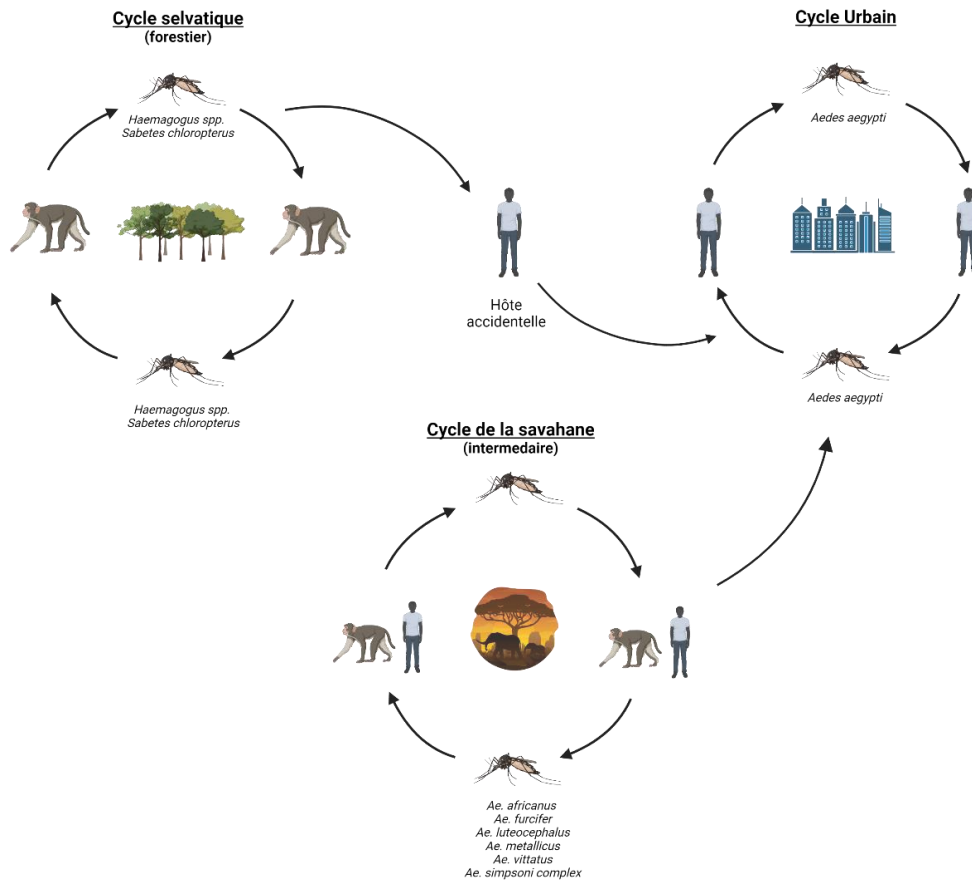 Cycle selvatique
(forestier)
Haemagogus spp.
Sabetes chloropterus
Haemagogus spp.
Sabetes chloropterus
Hôte
accidentelle
Cycle Urbain
Aedes aegypti
Aedes aegypti
Cycle de la savahane
(intermedaire)
Ae. africanus
Ae. furcifer
Ae. luteocephalus
Ae. metallicus
Ae. vittatus
Ae. simpsoni complex